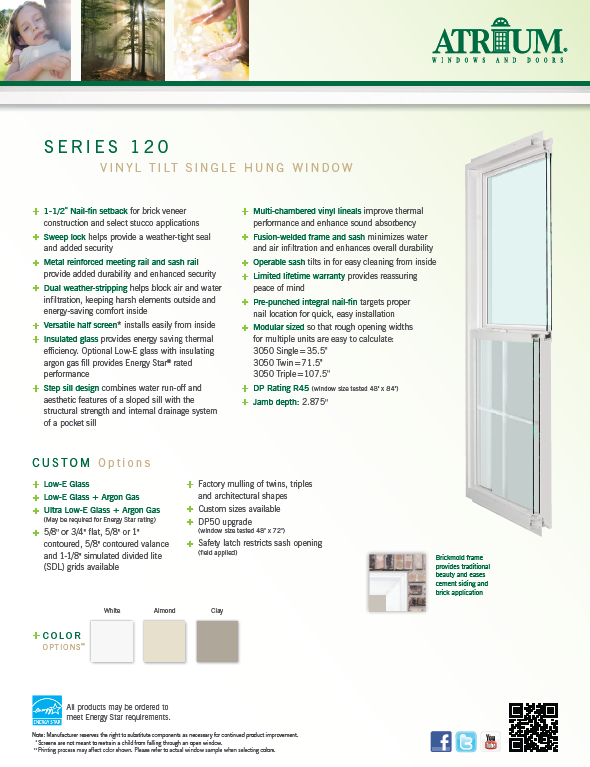 ATRIUM.
WINDOWS AND DOORS
SERIES 120
VINYL TILT SINGLE HUNG WINDOW
1-1/2" Nail-fin setback for brick veneer
construction and select stucco applications
Sweep lock helps provide a weather-tight seal
and added security
Metal reinforced meeting rail and sash rail
provide added durability and enhanced security
Dual weather-stripping helps block air and water
infiltration, keeping harsh elements outside and
energy-saving comfort inside
Versatile half screen* installs easily from inside
Insulated glass provides energy saving thermal
efficiency. Optional Low-E glass with insulating
argon gas fill provides Energy Star® rated
performance
Step sill design combines water run-off and
aesthetic features of a sloped sill with the
structural strength and internal drainage system
of a pocket sill
Multi-chambered vinyl lineals improve thermal
performance and enhance sound absorbency
Fusion-welded frame and sash minimizes water
and air infiltration and enhances overall durability
Operable sash tilts in for easy cleaning from inside
Limited lifetime warranty provides reassuring
peace of mind
Pre-punched integral nail-fin targets proper
nail location for quick, easy installation
Modular sized so that rough opening widths
for multiple units are easy to calculate:
3050 Single=35.5"
3050 Twin=71.5"
3050 Triple=107.5"
DP Rating R45 (window size tested 48" x 84")
Jamb depth: 2.875"
CUSTOM Options
Low-E Glass
Low-E Glass + Argon Gas
Ultra Low-E Glass + Argon Gas
(May be required for Energy Star rating)
5/8" or 3/4" flat, 5/8" or 1"
contoured, 5/8" contoured valance
and 1-1/8" simulated divided lite
(SDL) grids available
Factory mulling of twins, triples
and architectural shapes
Custom sizes available
DP50 upgrade
(window size tested 48" x 72")
Safety latch restricts sash opening
(field applied)
Brickmold frame
provides traditional
beauty and eases
cement siding and
brick application
White Almond Clay
COLOR
OPTIONS**
ENERGY STAR
All products may be ordered to
meet Energy Star requirements.
Note: Manufacturer reserves the right to substitute components as necessary for continued product improvement.
*Screens are not meant to restrain a child from falling through an open window.
**Printing process may affect color shown. Please refer to actual window sample when selecting colors.
f
t
You
Tube